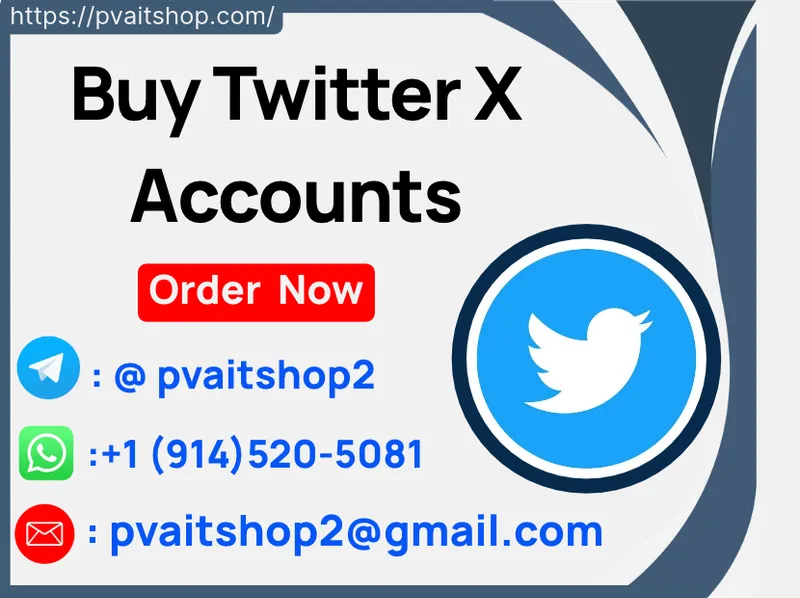 https://pvaitshop.com/
Buy Twitter X
Accounts
Order Now
: @ pvaitshop2
:+1 (914)520-5081
: pvaitshop2@gmail.com